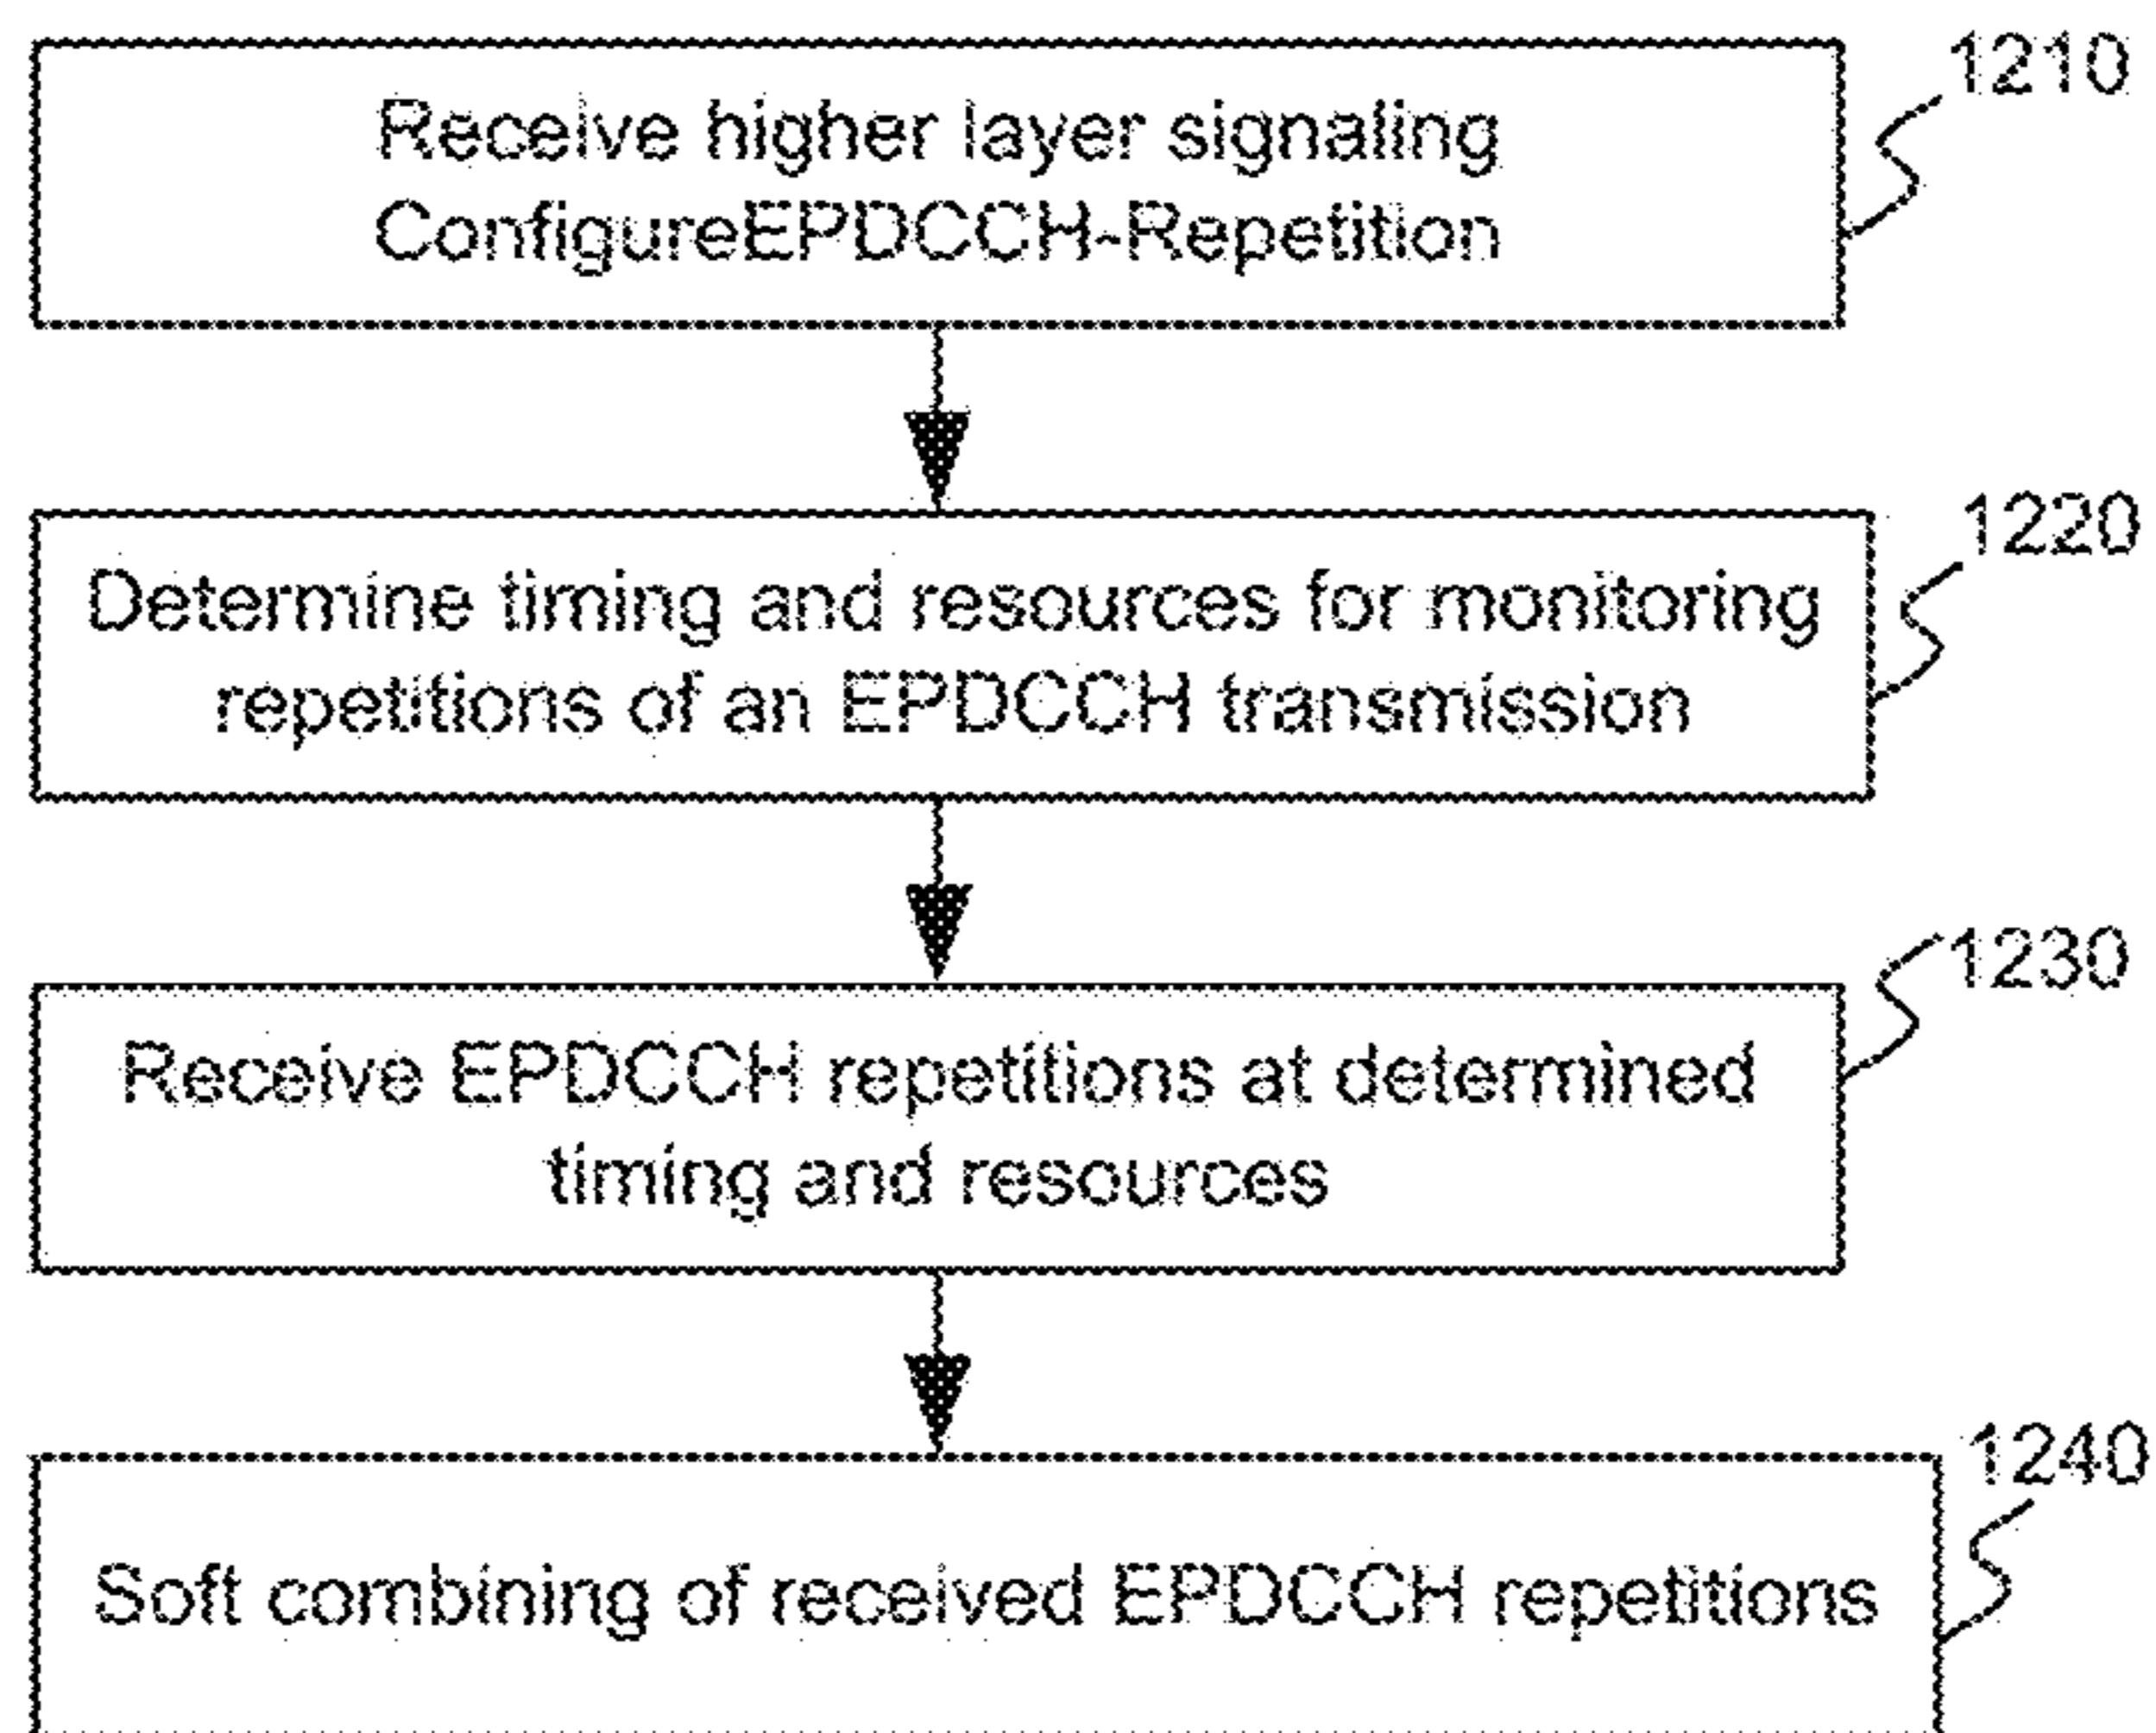 1210
Receive higher layer signaling
ConfigureEPDCCH-Repetition
1220
Determine timing and resources for monitoring
repetitions of an EPDCCH transmission
1230
Receive EPDCCH repetitions at determined
timing and resources
1240
Soft combining of received EPDCCH repetitions